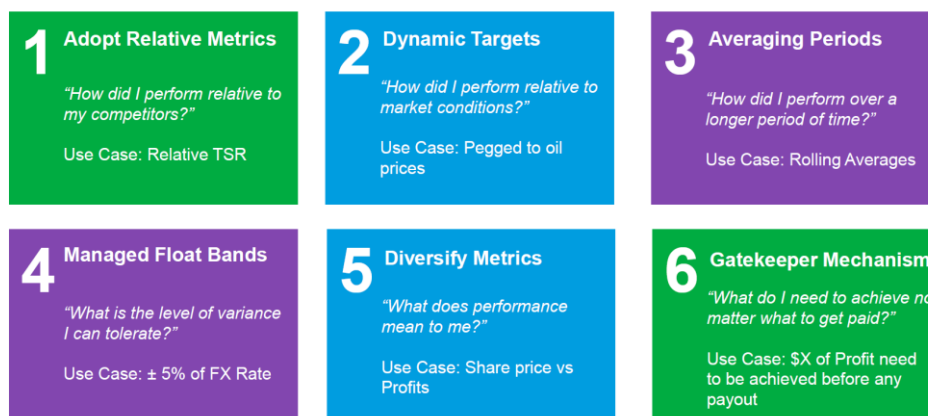 1 Adopt Relative Metrics
“How did I perform relative to
my competitors?”
Use Case: Relative TSR
2 Dynamic Targets
“How did I perform relative to
market conditions?”
Use Case: Pegged to oil
prices
3 Averaging Periods
“How did I perform over a
longer period of time?”
Use Case: Rolling Averages
4 Managed Float Bands
“What is the level of variance
I can tolerate?”
Use Case: ± 5% of FX Rate
5 Diversify Metrics
“What does performance
mean to me?”
Use Case: Share price vs
Profits
6 Gatekeeper Mechanism
“What do I need to achieve no
matter what to get paid?”
Use Case: $X of Profit need
to be achieved before any
payout